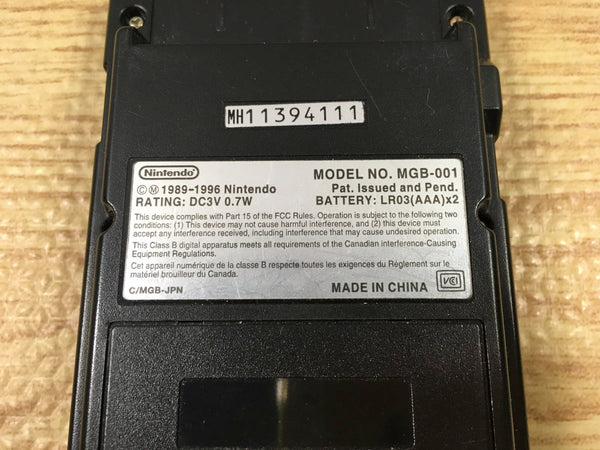 MH11394111
Nintendo
MODEL NO. MGB-001
©Ⓜ 1989-1996 Nintendo
Pat. Issued and Pend.
RATING: DC3V 0.7W
BATTERY: LR03(AAA)x2
This device complies with Part 15 of the FCC Rules. Operation is subject to the following two
conditions: (1) This device may not cause harmful interference, and (2) this device must
accept any interference received, including interference that may cause undesired operation.
This Class B digital apparatus meets all requirements of the Canadian interference-Causing
Equipment Regulations.
Cet appareil numérique de la classe B respecte toutes les exigences du Règlement sur le
matériel brouilleur du Canada.
C/MGB-JPN
MADE IN CHINA
VCI